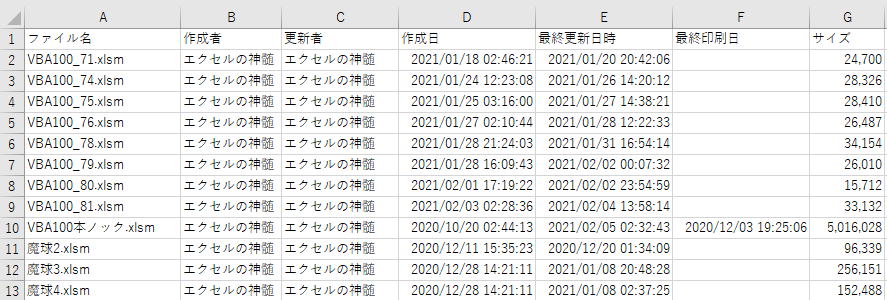 A B C D E F G
1 ファイル名 作成者 更新者 作成日 最終更新日時 最終印刷日 サイズ
2 VBA100_71.xlsm エクセルの神髄 エクセルの神髄 2021/01/18 02:46:21 2021/01/20 20:42:06 24,700
3 VBA100_74.xlsm エクセルの神髄 エクセルの神髄 2021/01/24 12:23:08 2021/01/26 14:20:12 28,326
4 VBA100_75.xlsm エクセルの神髄 エクセルの神髄 2021/01/25 03:16:00 2021/01/27 14:38:21 28,410
5 VBA100_76.xlsm エクセルの神髄 エクセルの神髄 2021/01/27 02:10:44 2021/01/28 12:22:33 26,487
6 VBA100_78.xlsm エクセルの神髄 エクセルの神髄 2021/01/28 21:24:03 2021/01/31 16:54:14 34,154
7 VBA100_79.xlsm エクセルの神髄 エクセルの神髄 2021/01/28 16:09:43 2021/02/02 00:07:32 26,010
8 VBA100_80.xlsm エクセルの神髄 エクセルの神髄 2021/02/01 17:19:22 2021/02/02 23:54:59 15,712
9 VBA100_81.xlsm エクセルの神髄 エクセルの神髄 2021/02/03 02:28:36 2021/02/04 13:58:14 33,132
10 VBA100本ノック.xlsm エクセルの神髄 エクセルの神髄 2020/10/20 02:44:13 2021/02/05 02:32:43 2020/12/03 19:25:06 5,016,028
11 魔球2.xlsm エクセルの神髄 エクセルの神髄 2020/12/11 15:35:23 2020/12/20 01:34:09 96,339
12 魔球3.xlsm エクセルの神髄 エクセルの神髄 2020/12/28 14:21:11 2021/01/08 20:48:28 256,151
13 魔球4.xlsm エクセルの神髄 エクセルの神髄 2020/12/28 14:21:11 2021/01/08 02:37:25 152,488